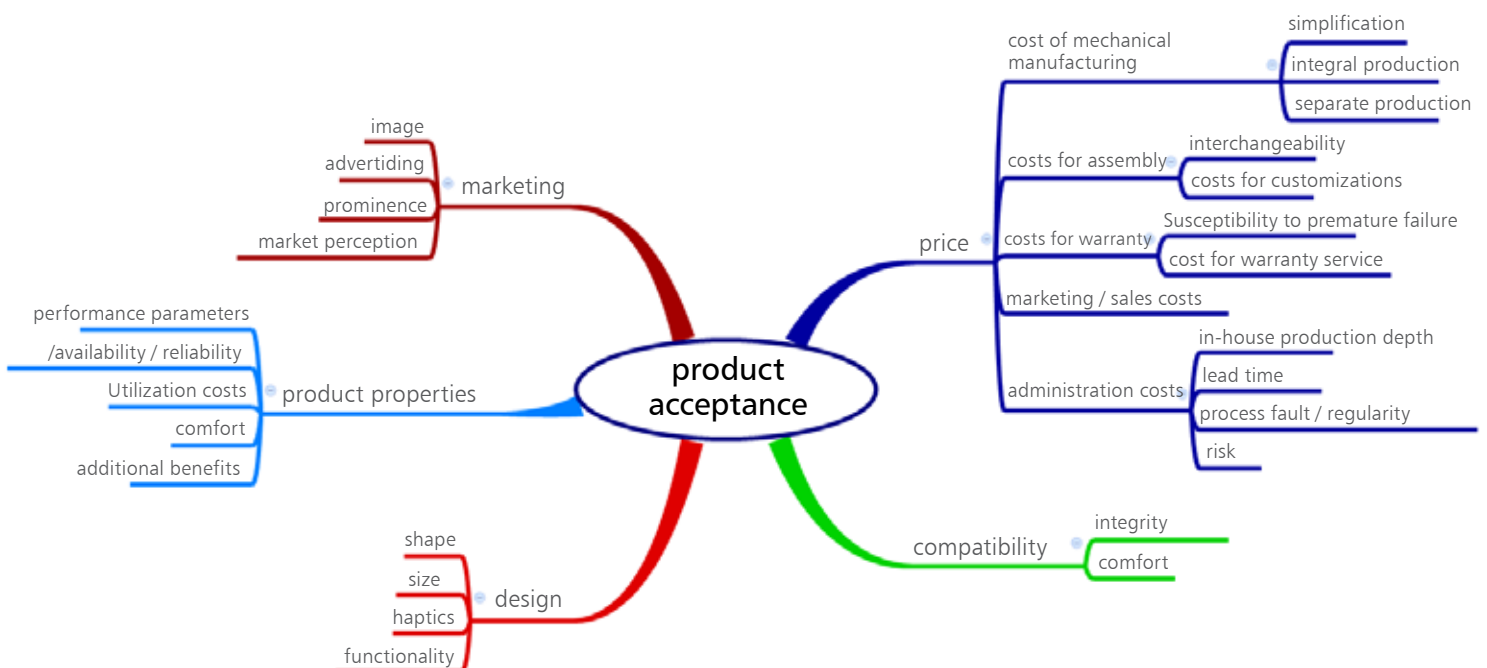 product
acceptance
marketing
image
advertiding
prominence
market perception
product properties
performance parameters
/availability / reliability
Utilization costs
comfort
additional benefits
design
shape
size
haptics
functionality
price
cost of mechanical
manufacturing
simplification
integral production
separate production
costs for assembly
interchangeability
costs for customizations
costs for warranty
Susceptibility to premature failure
cost for warranty service
marketing / sales costs
administration costs
in-house production depth
lead time
process fault / regularity
risk
compatibility
integrity
comfort